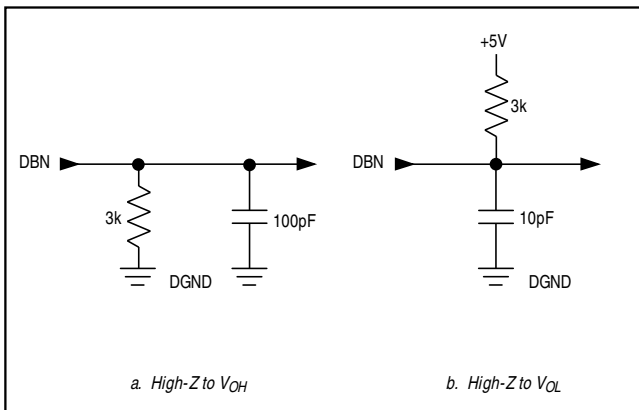 DBN
3k
100pF
DGND
a. High-Z to VOH
+5V
3k
DBN
10pF
DGND
b. High-Z to VOL